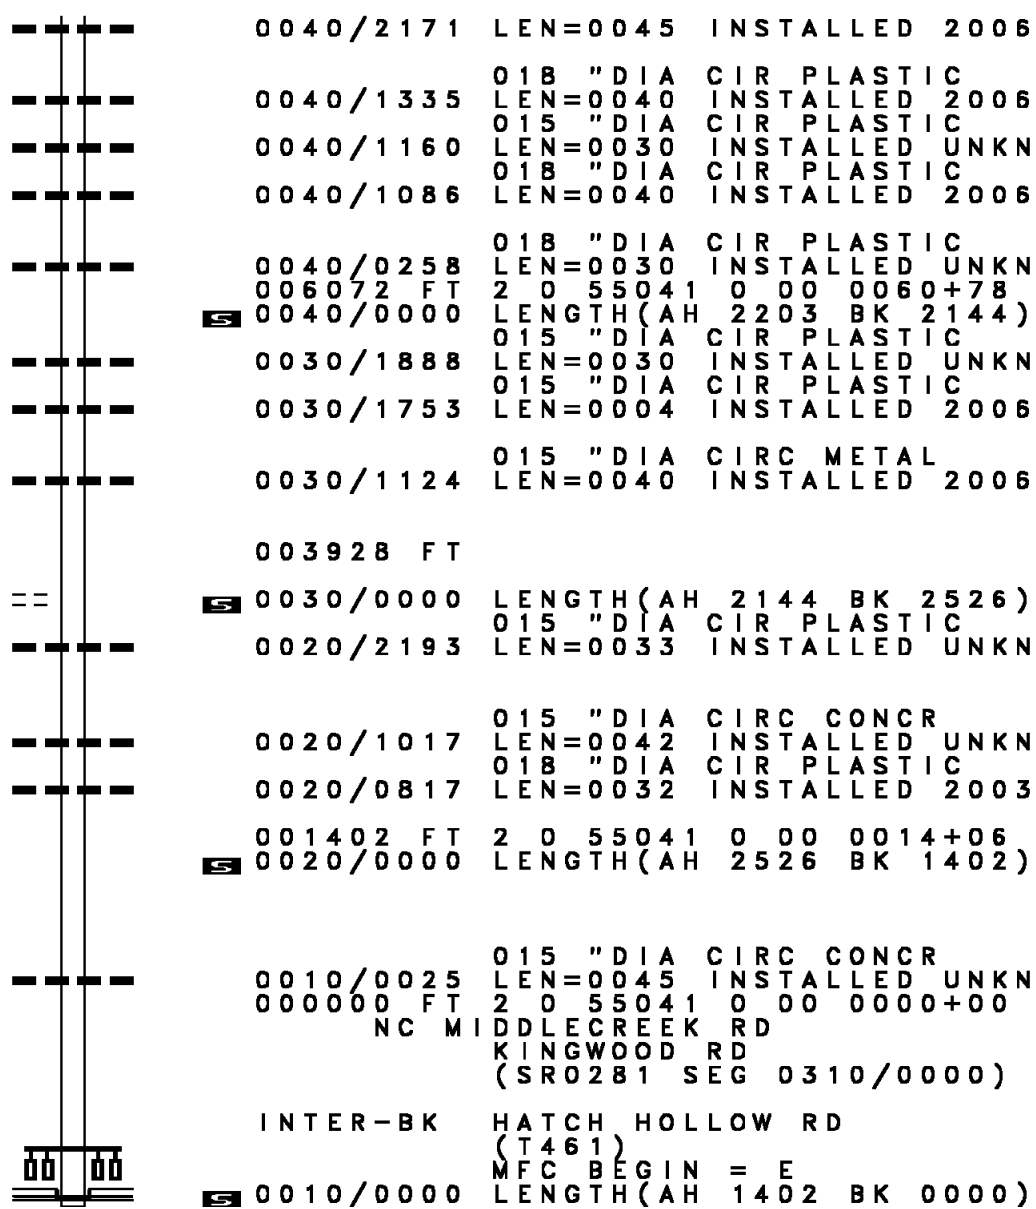 0040/2171 LEN=0045 INSTALLED 2006
018 "DIA CIR PLASTIC
0040/1335 LEN=0040 INSTALLED 2006
015 "DIA CIR PLASTIC
0040/1160 LEN=0030 INSTALLED UNKN
018 "DIA CIR PLASTIC
0040/1086 LEN=0040 INSTALLED 2006
018 "DIA CIR PLASTIC
0040/0258 LEN=0030 INSTALLED UNKN
006072 FT 2 0 55041 0 00 0060+78
S 0040/0000 LENGTH(AH 2203 BK 2144)
015 "DIA CIR PLASTIC
0030/1888 LEN=0030 INSTALLED UNKN
015 "DIA CIR PLASTIC
0030/1753 LEN=0004 INSTALLED 2006
015 "DIA CIRC METAL
0030/1124 LEN=0040 INSTALLED 2006
003928 FT
S 0030/0000 LENGTH(AH 2144 BK 2526)
015 "DIA CIR PLASTIC
0020/2193 LEN=0033 INSTALLED UNKN
015 "DIA CIRC CONCR
0020/1017 LEN=0042 INSTALLED UNKN
018 "DIA CIR PLASTIC
0020/0817 LEN=0032 INSTALLED 2003
001402 FT 2 0 55041 0 00 0014+06
S 0020/0000 LENGTH(AH 2526 BK 1402)
015 "DIA CIRC CONCR
0010/0025 LEN=0045 INSTALLED UNKN
000000 FT 2 0 55041 0 00 0000+00
NC MIDDLECREEK RD
KINGWOOD RD
(SR0281 SEG 0310/0000)
INTER-BK HATCH HOLLOW RD
(T461)
MFC BEGIN = E
S 0010/0000 LENGTH(AH 1402 BK 0000)